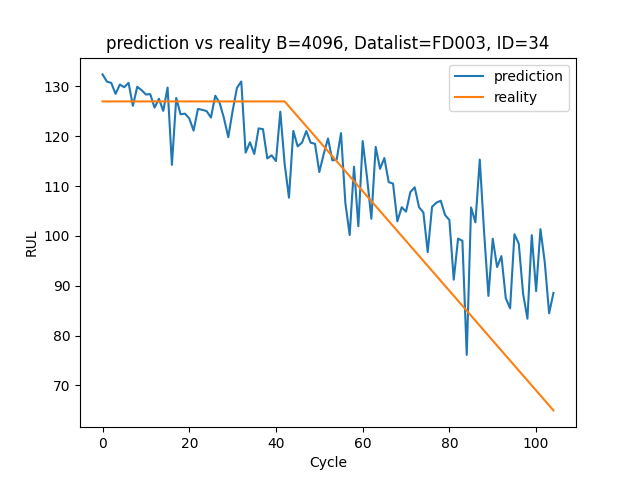 prediction vs reality B=4096, Datalist=FD003, ID=34
prediction
reality
130
120
110
100
90
80
70
RUL
0 20 40 60 80 100
Cycle